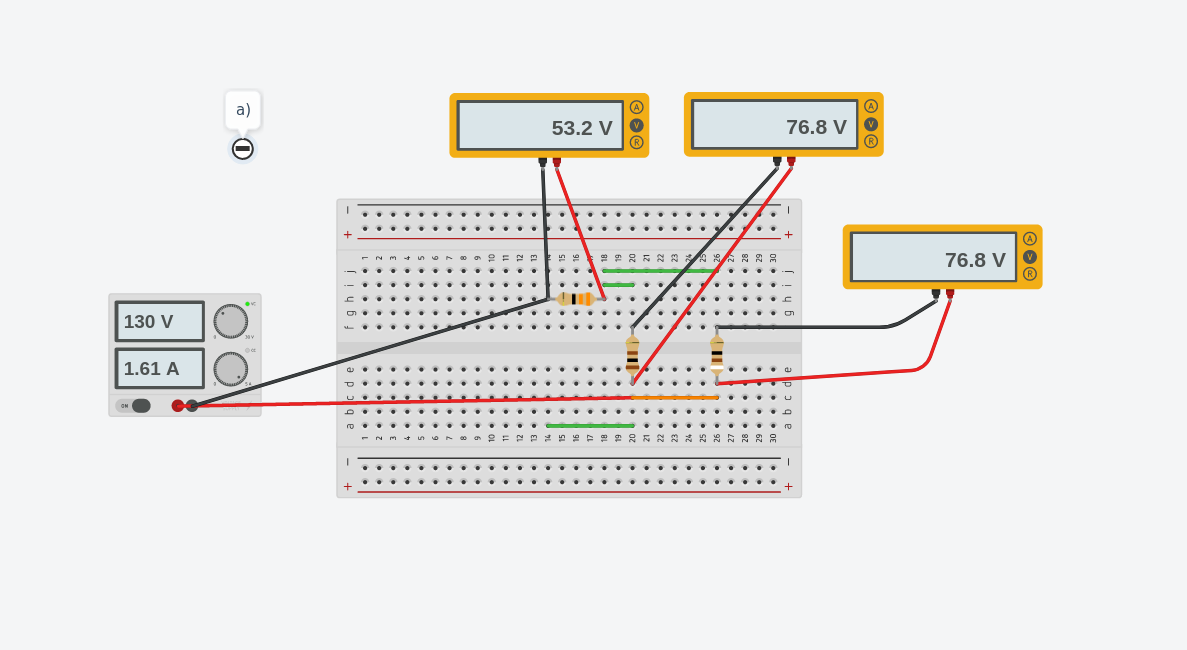 a)
53.2 V
A
V
R
76.8 V
A
V
R
76.8 V
A
V
R
130 V
1.61 A
ON
− −
+ +
1 2 3 4 5 6 7 8 9 10 11 12 13 14 15 16 17 18 19 20 21 22 23 24 25 26 27 28 29 30
j j
i i
h h
g g
f f
e e
d d
c c
b b
a a
1 2 3 4 5 6 7 8 9 10 11 12 13 14 15 16 17 18 19 20 21 22 23 24 25 26 27 28 29 30
− −
+ +